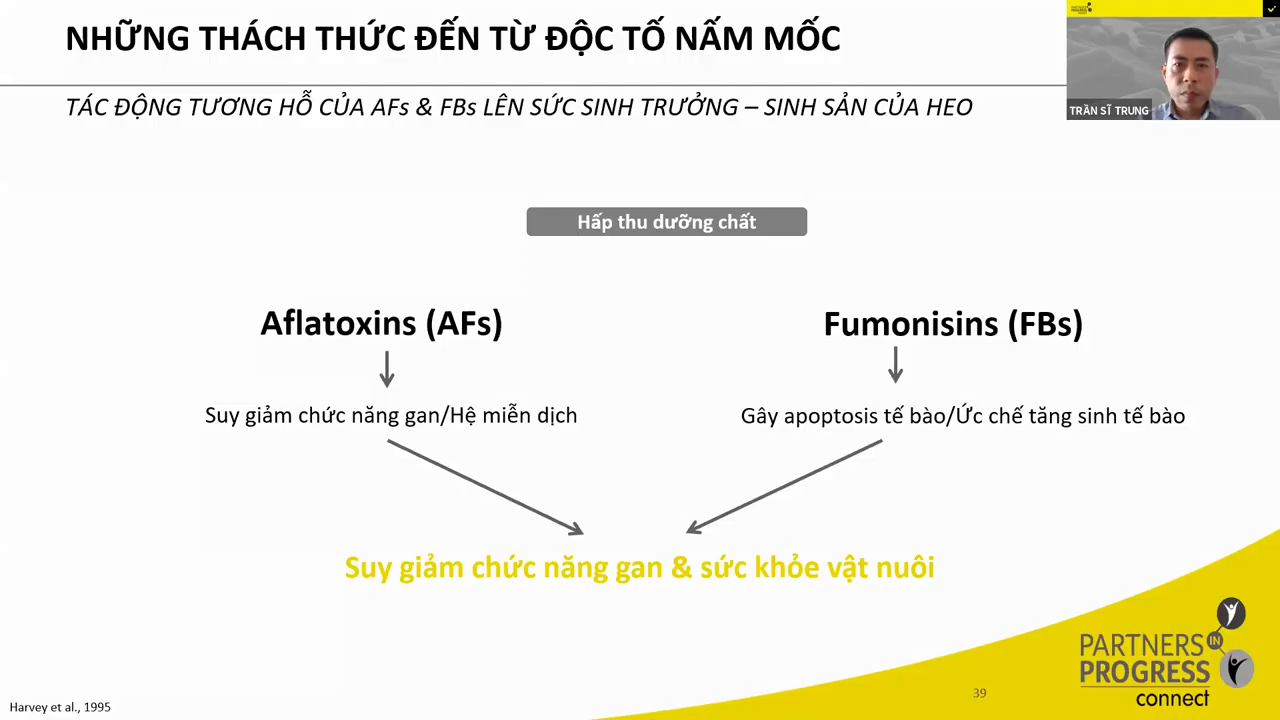 NHỮNG THÁCH THỨC ĐẾN TỪ ĐỘC TỐ NẤM MỐC
TÁC ĐỘNG TƯƠNG HỖ CỦA AFs & FBs LÊN SỨC SINH TRƯỞNG – SINH SẢN CỦA HEO
TRẦN SĨ TRUNG
Hấp thu dưỡng chất
Aflatoxins (AFs)
Fumonisins (FBs)
Suy giảm chức năng gan/Hệ miễn dịch
Gây apoptosis tế bào/Ức chế tăng sinh tế bào
Suy giảm chức năng gan & sức khỏe vật nuôi
PARTNERS IN
PROGRESS
connect
39
Harvey et al., 1995